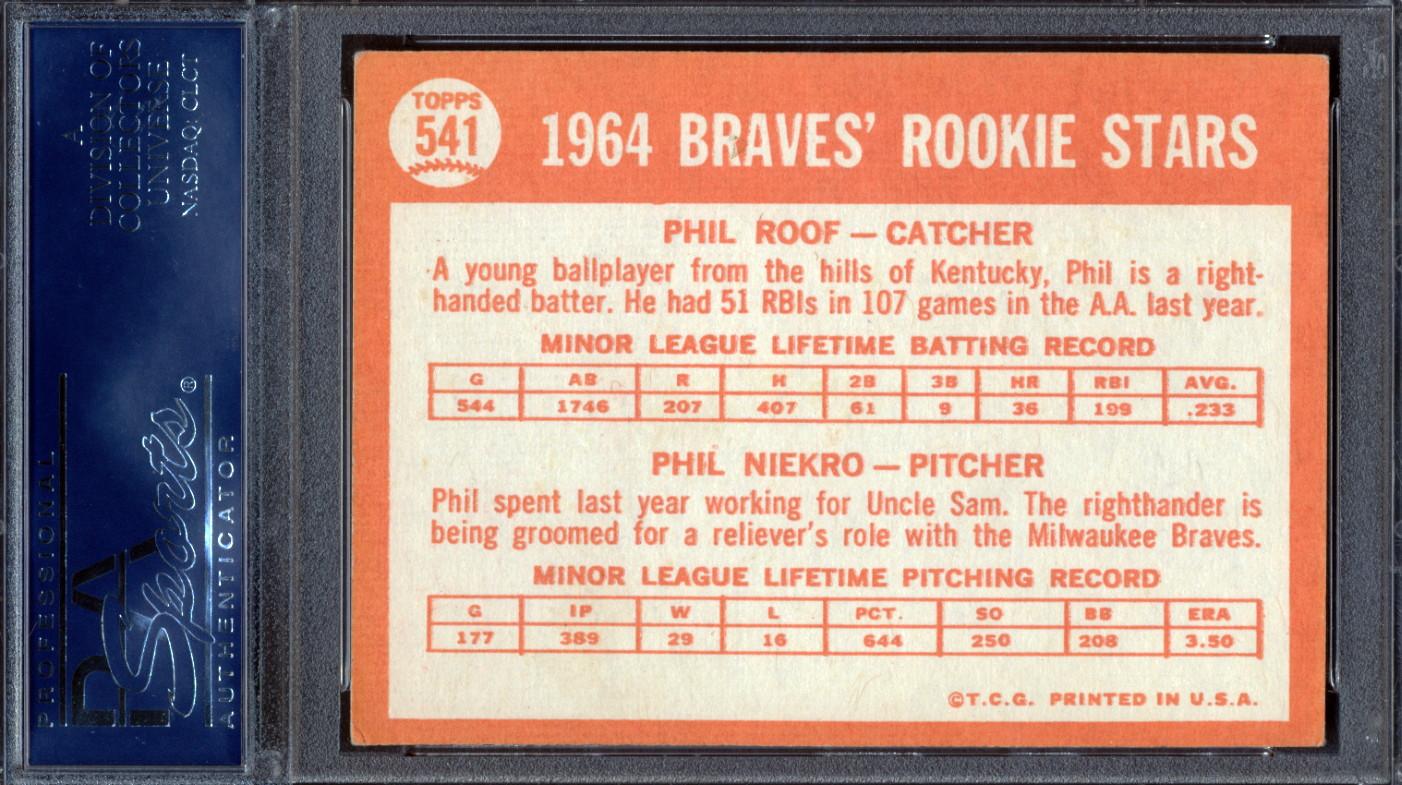 A
DIVISION OF
COLLECTORS
UNIVERSE
NASDAQ: CLCT
PROFESSIONAL
PSA
Sports®
AUTHENTICATOR
TOPPS
541
1964 BRAVES' ROOKIE STARS
PHIL ROOF — CATCHER
A young ballplayer from the hills of Kentucky, Phil is a right-
handed batter. He had 51 RBIs in 107 games in the A.A. last year.
MINOR LEAGUE LIFETIME BATTING RECORD
G AB R H 2B 3B HR RBI AVG.
544 1746 207 407 61 9 36 199 .233
PHIL NIEKRO — PITCHER
Phil spent last year working for Uncle Sam. The righthander is
being groomed for a reliever's role with the Milwaukee Braves.
MINOR LEAGUE LIFETIME PITCHING RECORD
G IP W L PCT. SO BB ERA
177 389 29 16 644 250 208 3.50
©T.C.G. PRINTED IN U.S.A.